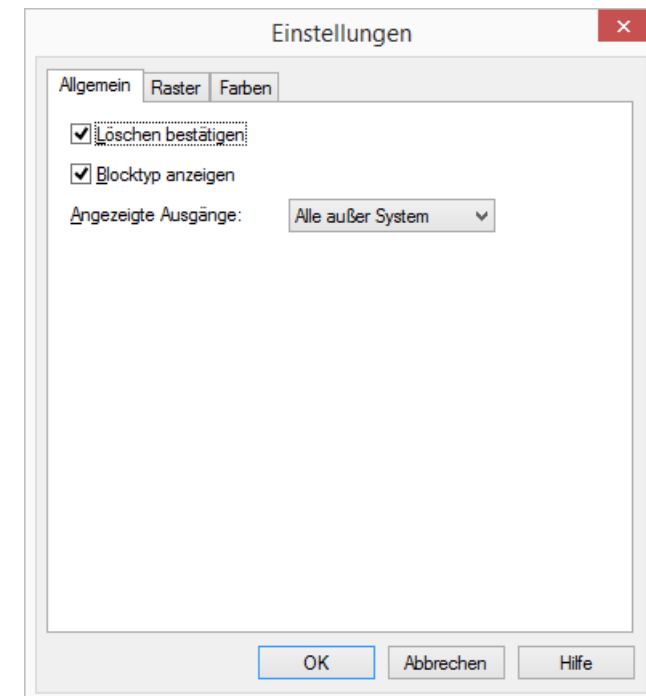 Einstellungen
Allgemein Raster Farben
Löschen bestätigen
Blocktyp anzeigen
Angezeigte Ausgänge: Alle außer System
OK Abbrechen Hilfe